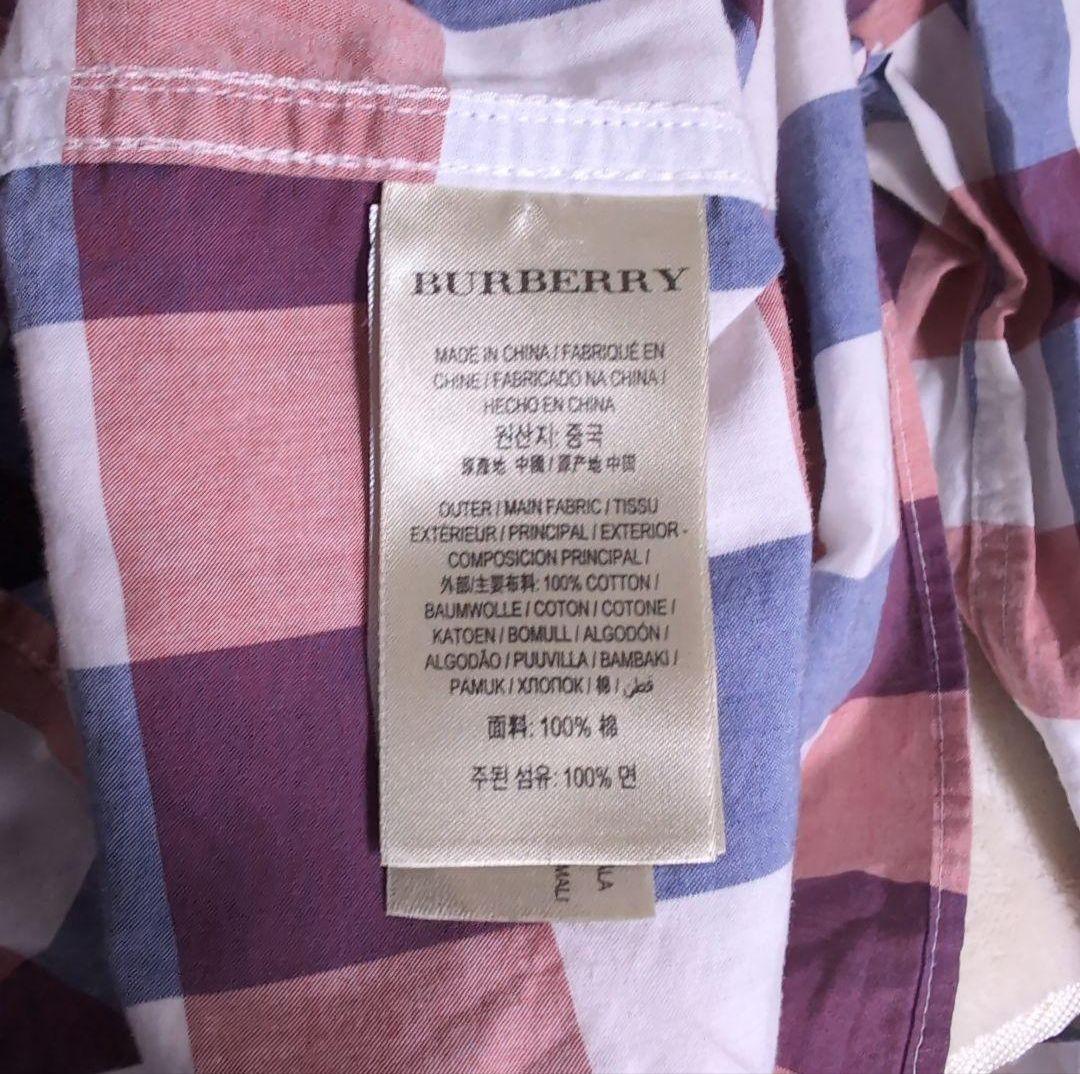 BURBERRY
MADE IN CHINA / FABRIQUÉ EN
CHINE / FABRICADO NA CHINA /
HECHO EN CHINA
원산지: 중국
原產地 中國 / 原产地 中国
OUTER / MAIN FABRIC / TISSU
EXTÉRIEUR / PRINCIPAL / EXTERIOR -
COMPOSICION PRINCIPAL /
外部/主要布料: 100% COTTON /
BAUMWOLLE / COTON / COTONE /
KATOEN / BOMULL / ALGODÓN /
ALGODÃO / PUUVILLA / BAMBAKI /
PAMUK / ХЛОПОК / 棉 / قطن
面料: 100% 棉
주된 섬유: 100% 면